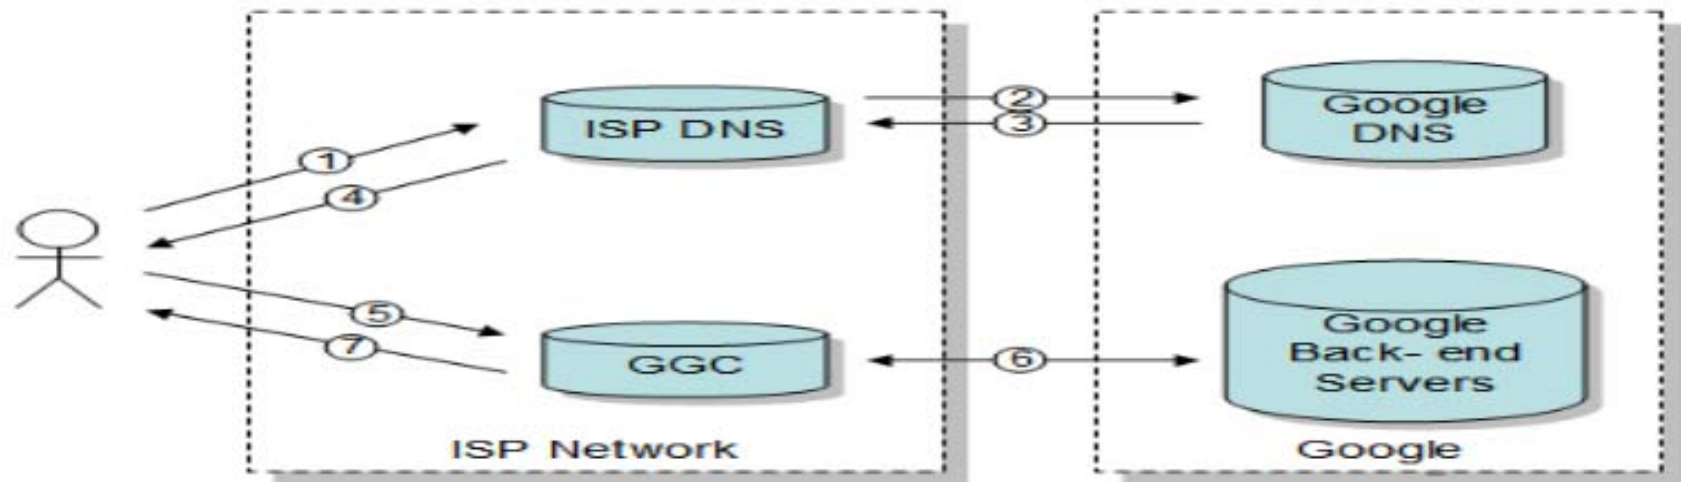 1
4
5
7
ISP DNS
GGC
ISP Network
2
3
6
Google
DNS
Google
Back- end
Servers
Google